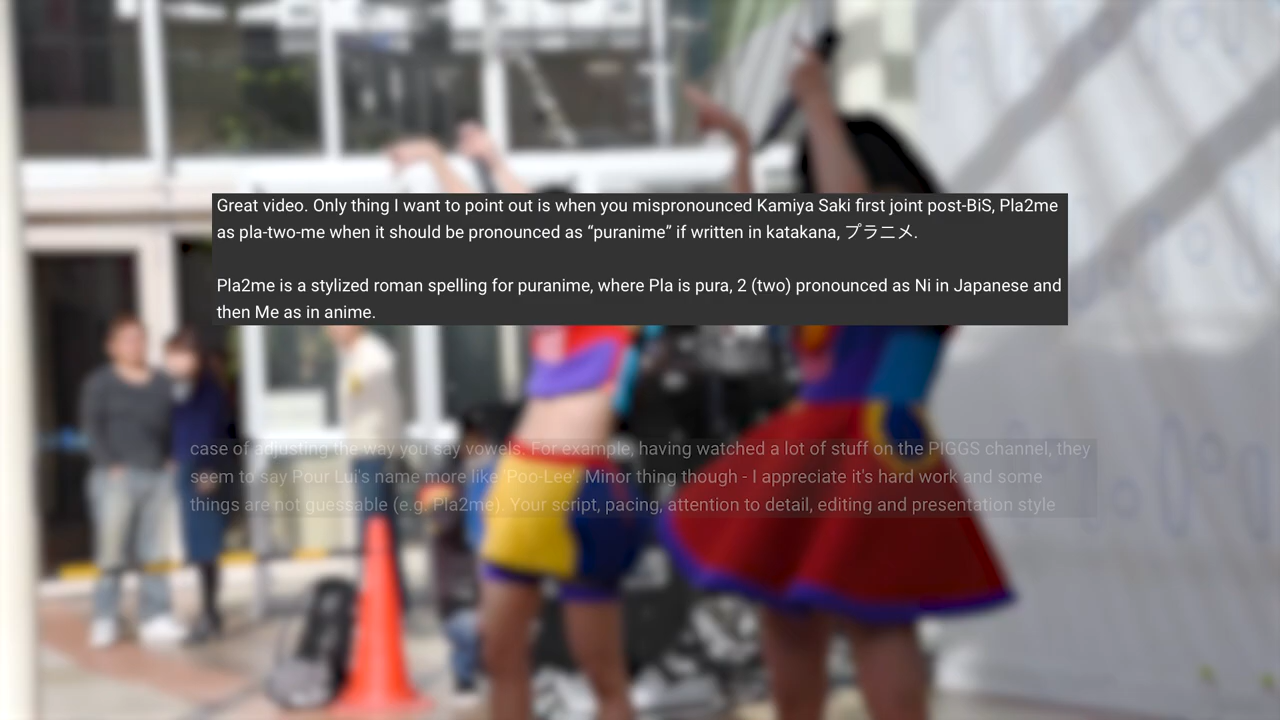 Great video. Only thing I want to point out is when you mispronounced Kamiya Saki first joint post-BiS, Pla2me
as pla-two-me when it should be pronounced as “puranime” if written in katakana, プラニメ.
Pla2me is a stylized roman spelling for puranime, where Pla is pura, 2 (two) pronounced as Ni in Japanese and
then Me as in anime.
case of adjusting the way you say vowels. For example, having watched a lot of stuff on the PIGGS channel, they
seem to say Pour Lui's name more like 'Poo-Lee'. Minor thing though - I appreciate it's hard work and some
things are not guessable (e.g. Pla2me). Your script, pacing, attention to detail, editing and presentation style